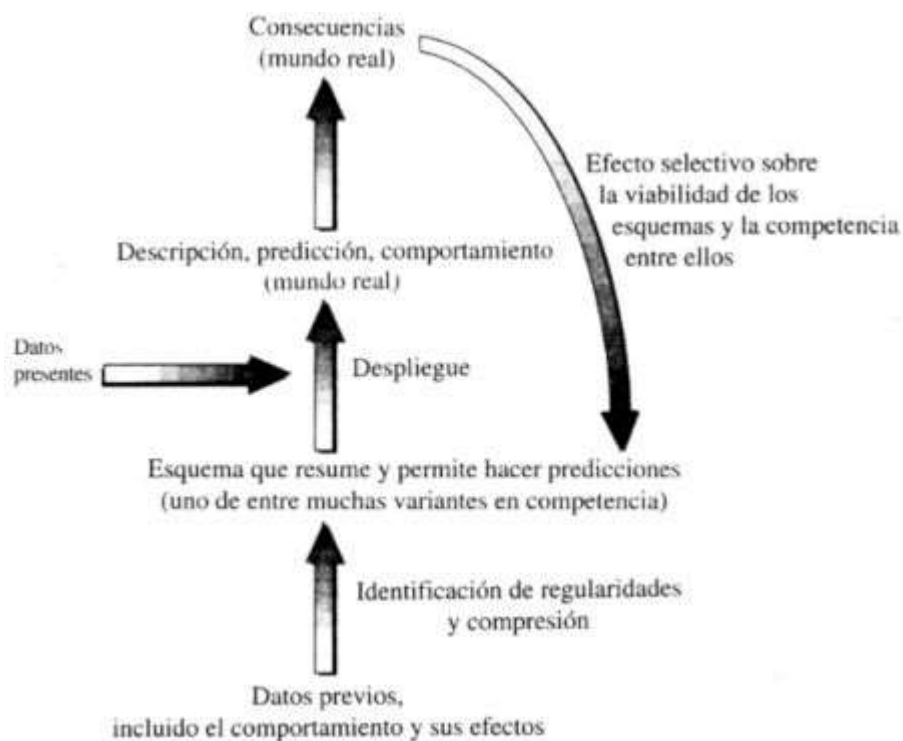 Consecuencias
(mundo real)
Efecto selectivo sobre
la viabilidad de los
esquemas y la competencia
entre ellos
Descripción, predicción, comportamiento
(mundo real)
Datos
presentes
Despliegue
Esquema que resume y permite hacer predicciones
(uno de entre muchas variantes en competencia)
Identificación de regularidades
y compresión
Datos previos,
incluido el comportamiento y sus efectos